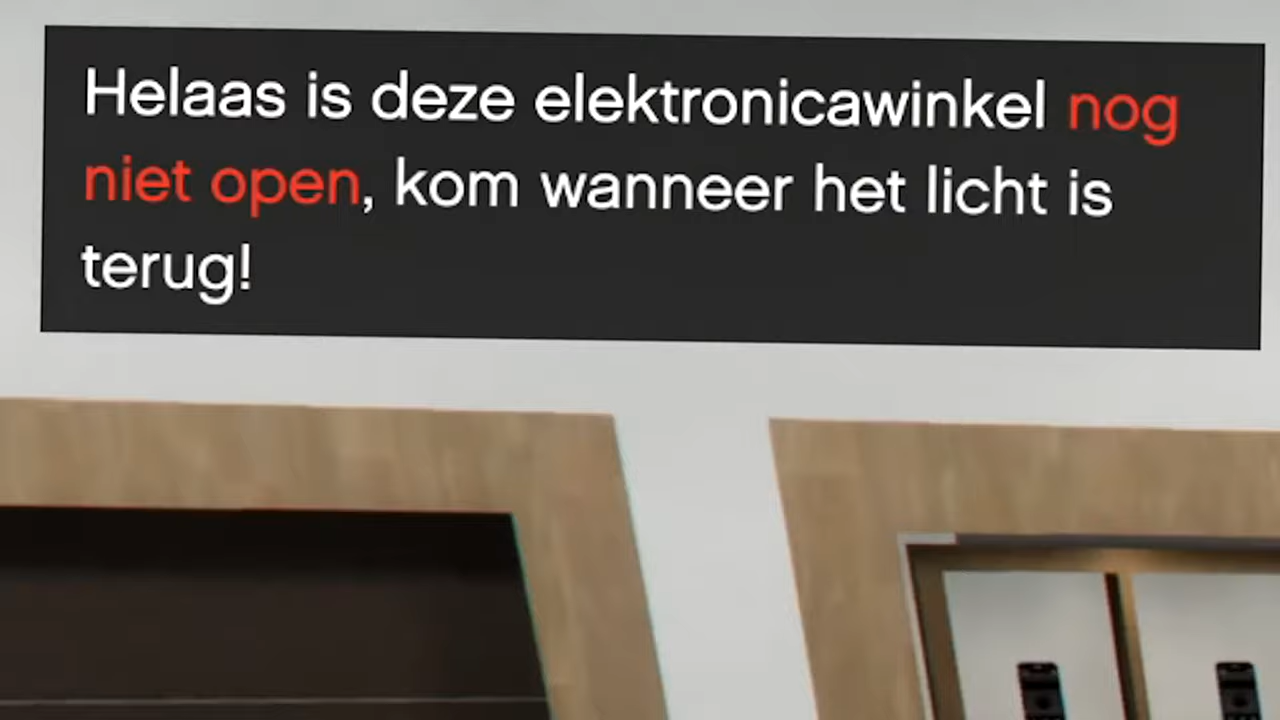 Helaas is deze elektronicawinkel nog
niet open, kom wanneer het licht is
terug!